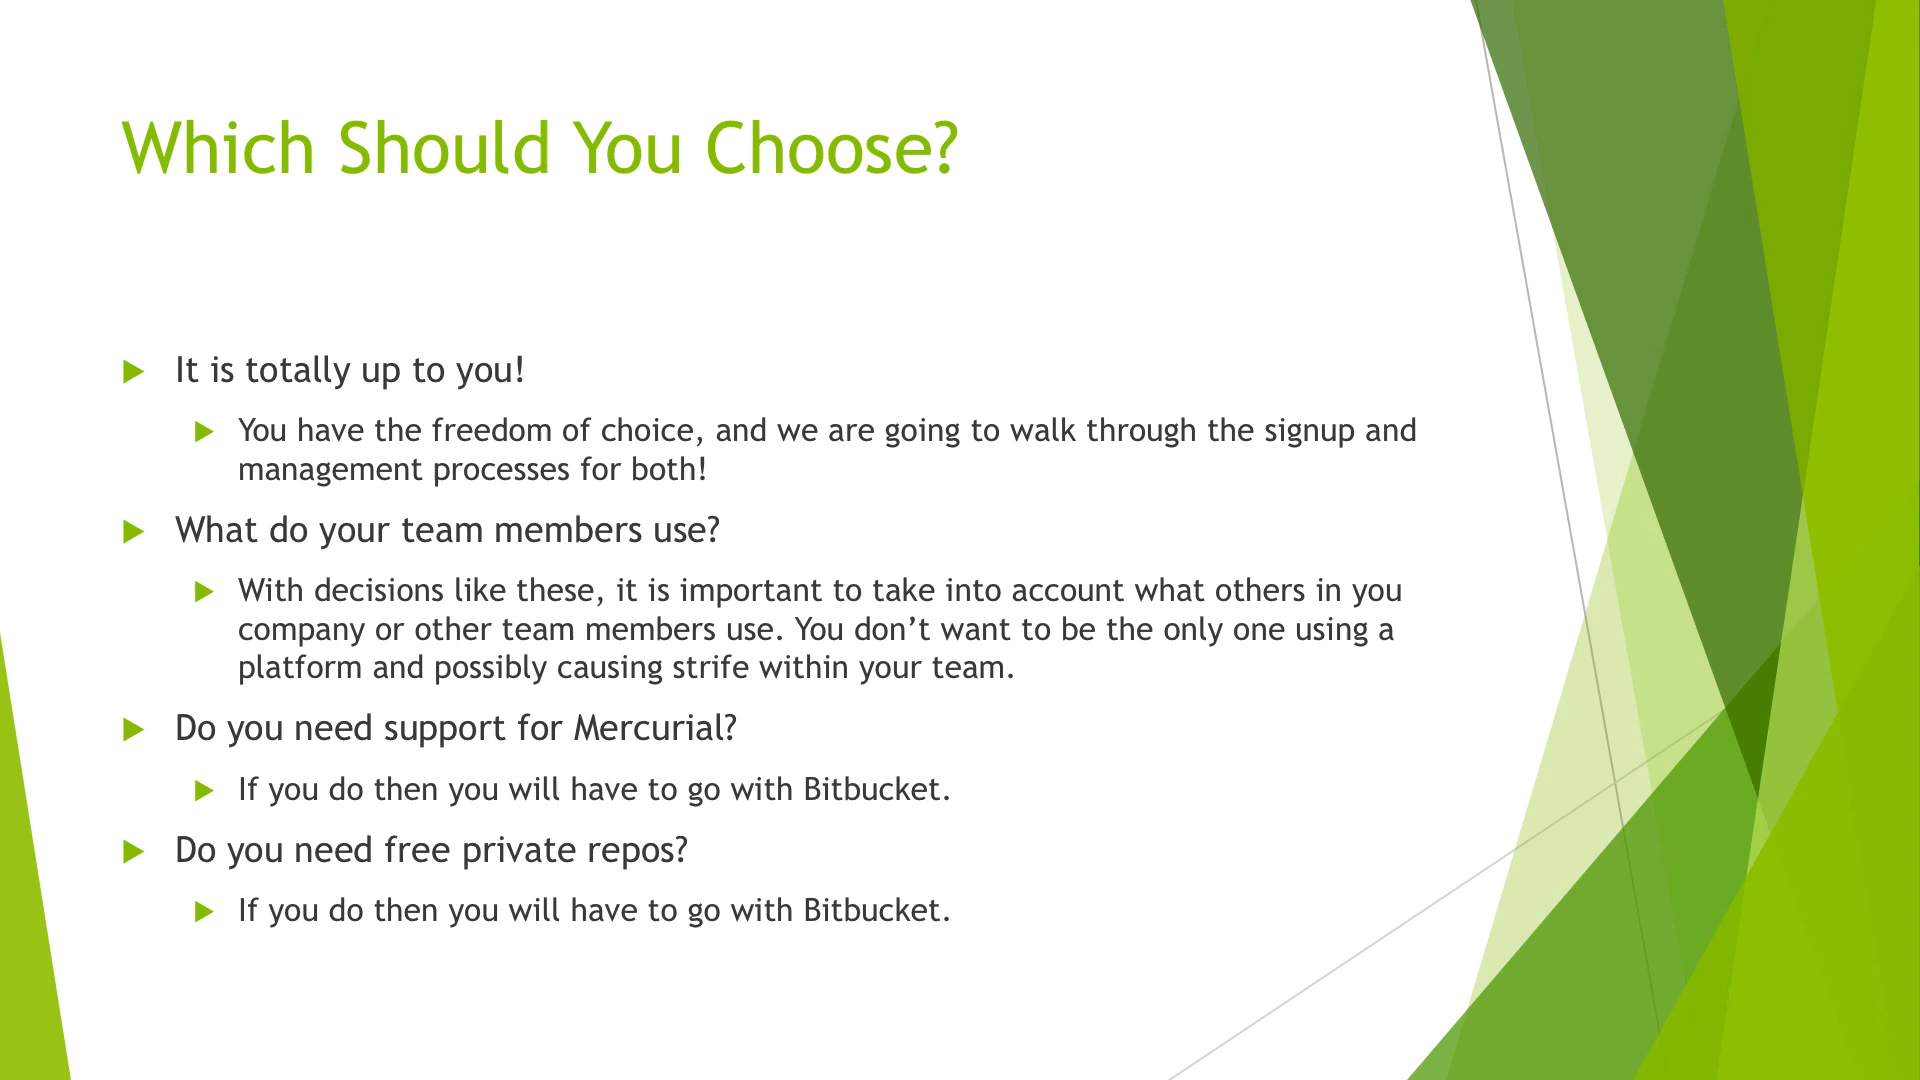 Which Should You Choose?
It is totally up to you!
You have the freedom of choice, and we are going to walk through the signup and
management processes for both!
What do your team members use?
With decisions like these, it is important to take into account what others in you
company or other team members use. You don’t want to be the only one using a
platform and possibly causing strife within your team.
Do you need support for Mercurial?
If you do then you will have to go with Bitbucket.
Do you need free private repos?
If you do then you will have to go with Bitbucket.